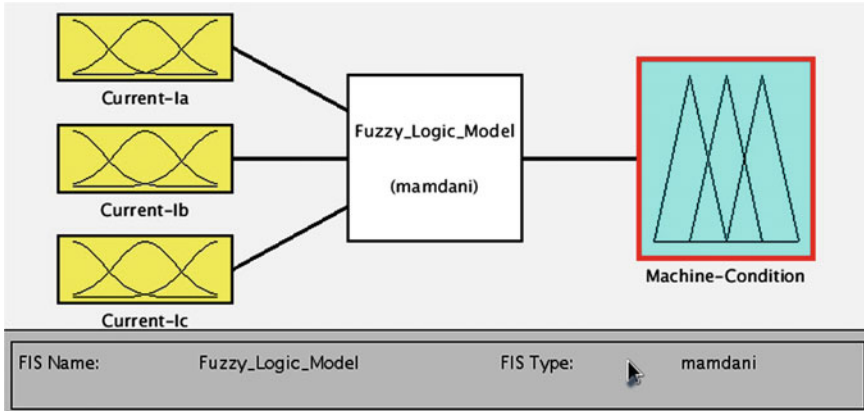 Current-Ia
Fuzzy_Logic_Model
(mamdani)
Current-Ib
Machine-Condition
Current-Ic
FIS Name: Fuzzy_Logic_Model FIS Type: mamdani